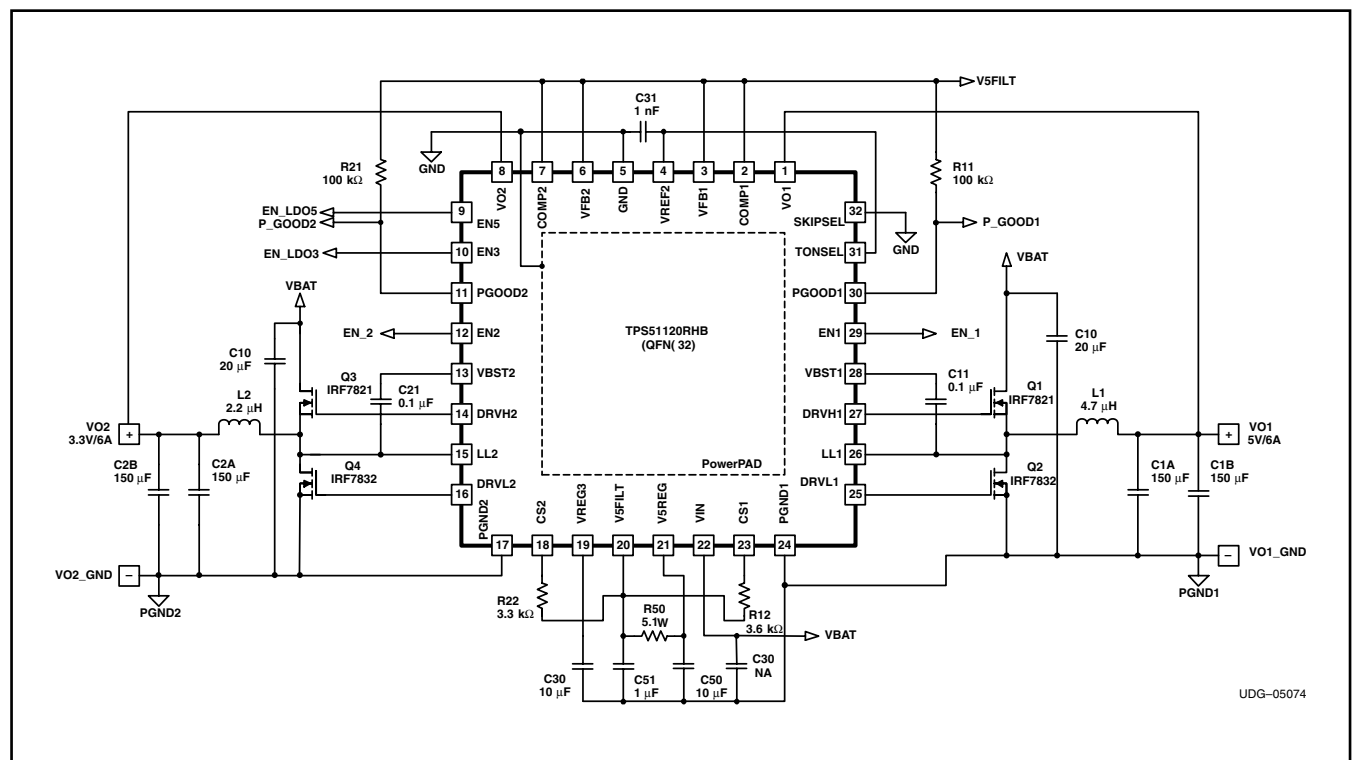 V5FILT
C31
1 nF
GND
R21
100 kΩ
R11
100 kΩ
8
7
6
5
4
3
2
1
VO2
COMP2
VFB2
GND
VREF2
VFB1
COMP1
VO1
EN_LDO5
P_GOOD2
9
EN5
SKIPSEL
32
GND
P_GOOD1
EN_LDO3
10
EN3
TONSEL
31
VBAT
11
PGOOD2
PGOOD1
30
VBAT
EN_2
12
EN2
TPS51120RHB
(QFN( 32)
EN1
29
EN_1
C10
20 μF
C10
20 μF
13
VBST2
VBST1
28
Q3
IRF7821
C21
0.1 μF
C11
0.1 μF
Q1
IRF7821
L2
2.2 μH
14
DRVH2
DRVH1
27
L1
4.7 μH
VO2
3.3V/6A
+
15
LL2
LL1
26
+
VO1
5V/6A
C2B
150 μF
C2A
150 μF
Q4
IRF7832
16
DRVL2
PowerPAD
DRVL1
25
Q2
IRF7832
C1A
150 μF
C1B
150 μF
PGND2
CS2
VREG3
V5FILT
V5REG
VIN
CS1
PGND1
17
18
19
20
21
22
23
24
VO2_GND
–
PGND2
–
VO1_GND
PGND1
R22
3.3 kΩ
R50
5.1W
R12
3.6 kΩ
VBAT
C30
10 μF
C51
1 μF
C50
10 μF
C30
NA
UDG–05074